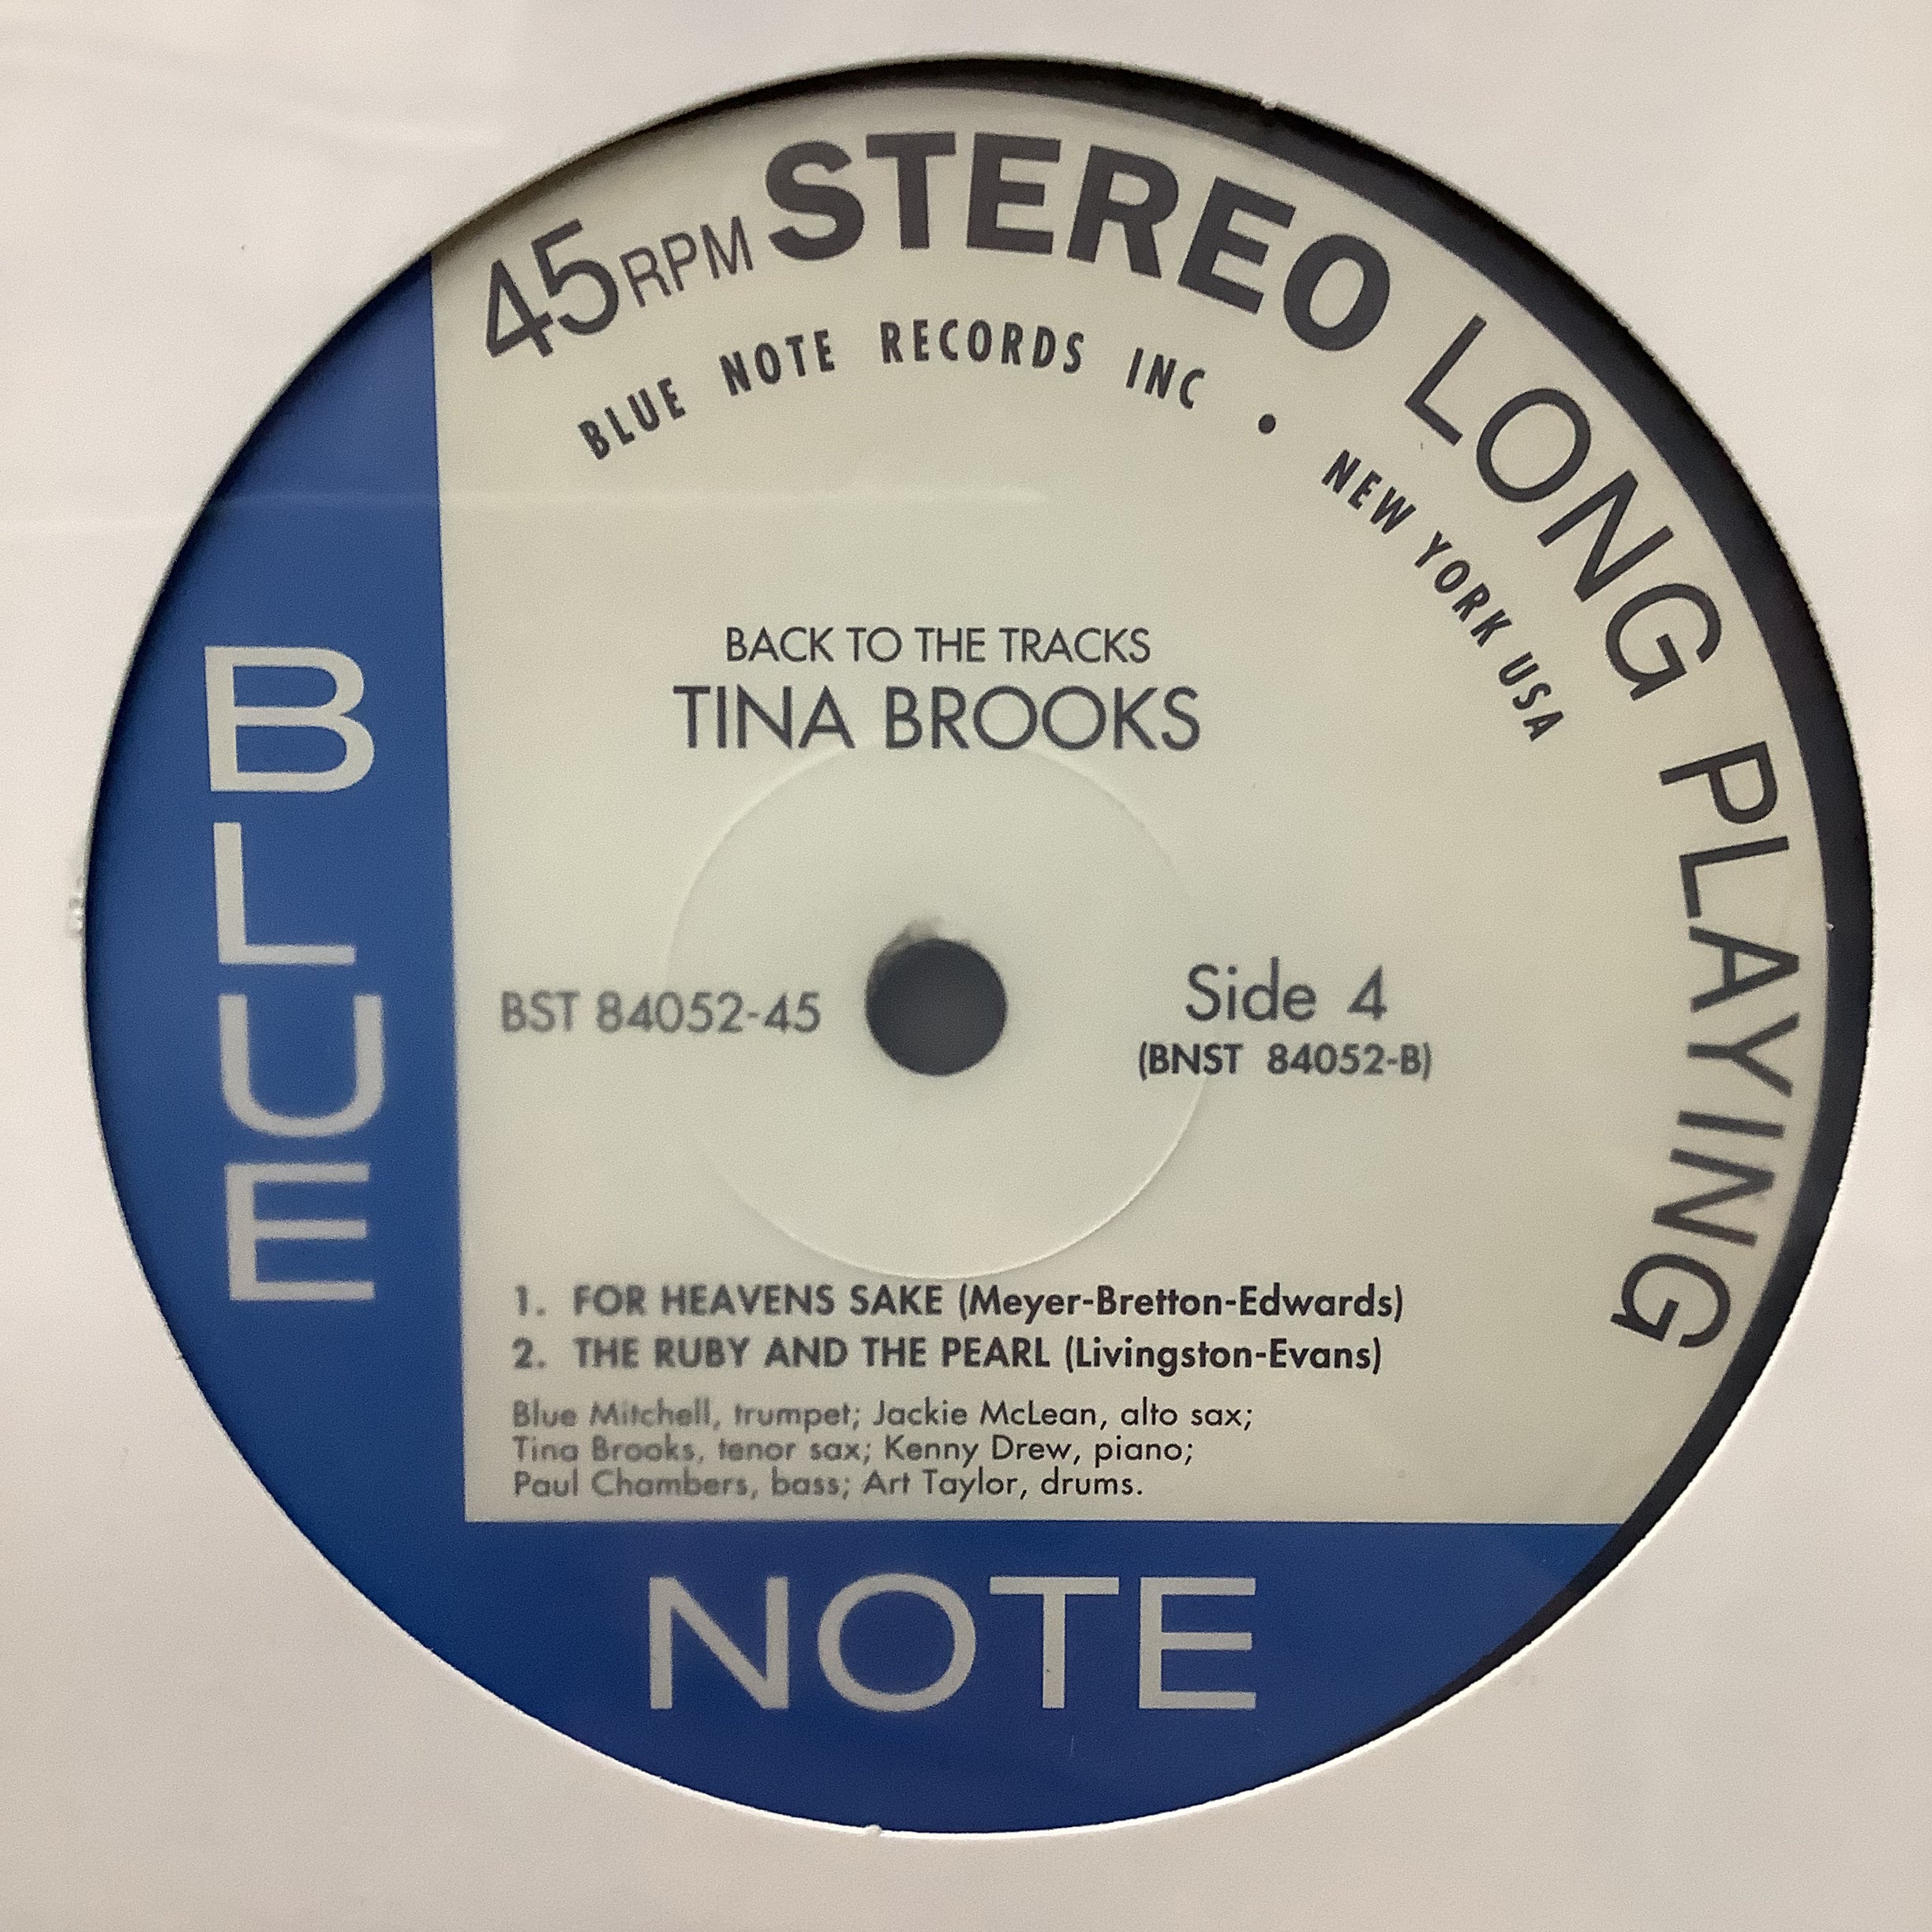 45 RPM STEREO LONG PLAYING
BLUE NOTE RECORDS INC • NEW YORK USA
BACK TO THE TRACKS
TINA BROOKS
BST 84052-45
Side 4
(BNST 84052-B)
1. FOR HEAVENS SAKE (Meyer-Bretton-Edwards)
2. THE RUBY AND THE PEARL (Livingston-Evans)
Blue Mitchell, trumpet; Jackie McLean, alto sax;
Tina Brooks, tenor sax; Kenny Drew, piano;
Paul Chambers, bass; Art Taylor, drums.
BLUE
NOTE